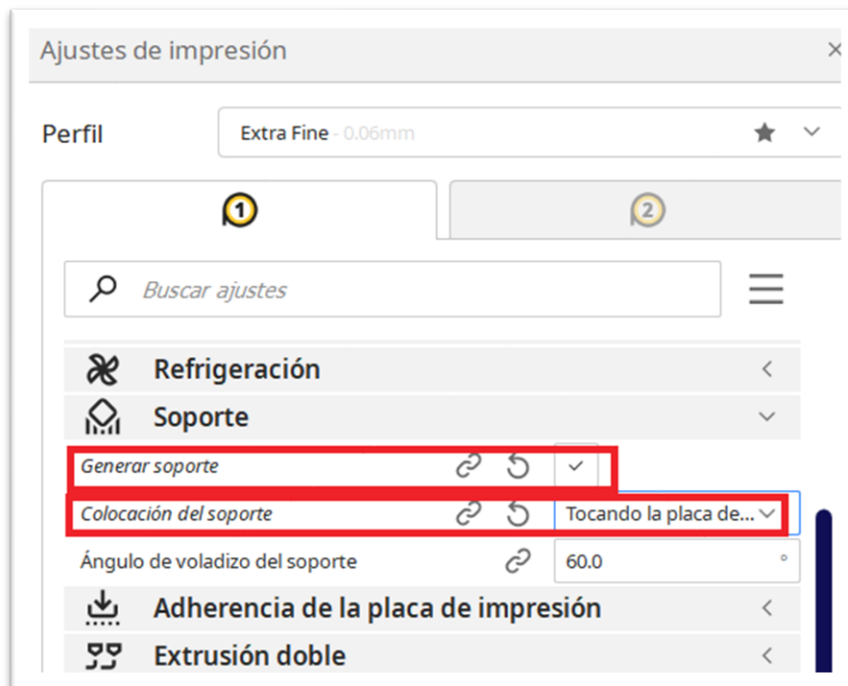 Ajustes de impresión
Perfil
Extra Fine - 0.06mm
1
2
Buscar ajustes
Refrigeración
Soporte
Generar soporte
Colocación del soporte Tocando la placa de...
Ángulo de voladizo del soporte 60.0 °
Adherencia de la placa de impresión
Extrusión doble